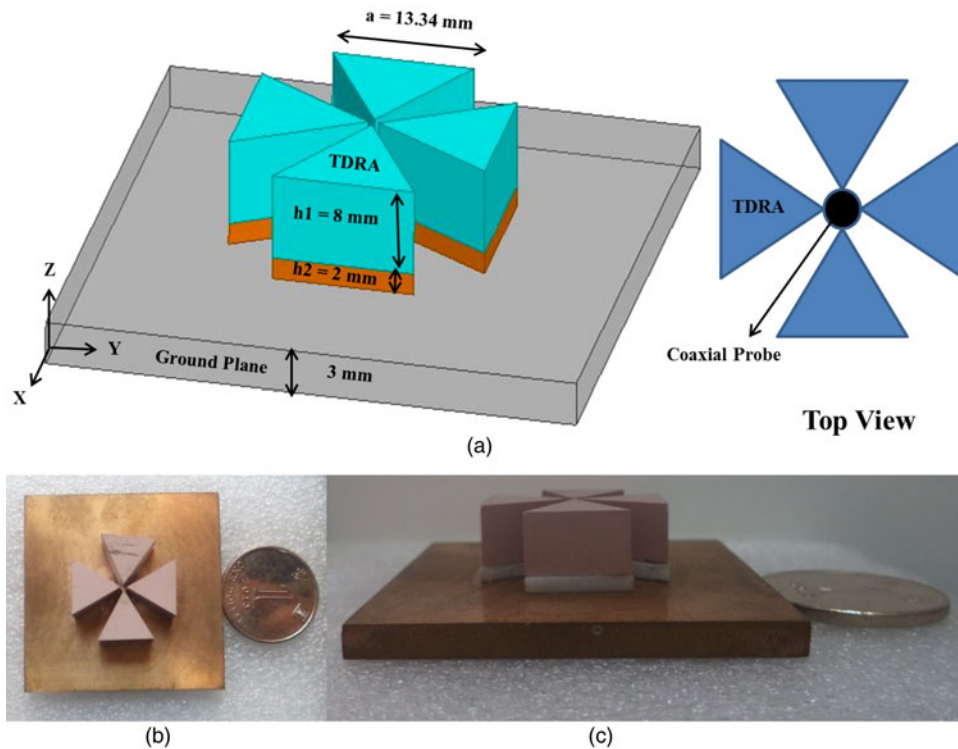 a = 13.34 mm
TDRA
h1 = 8 mm
h2 = 2 mm
Z
Y
X
Ground Plane
3 mm
TDRA
Coaxial Probe
Top View
(a)
(b)
(c)